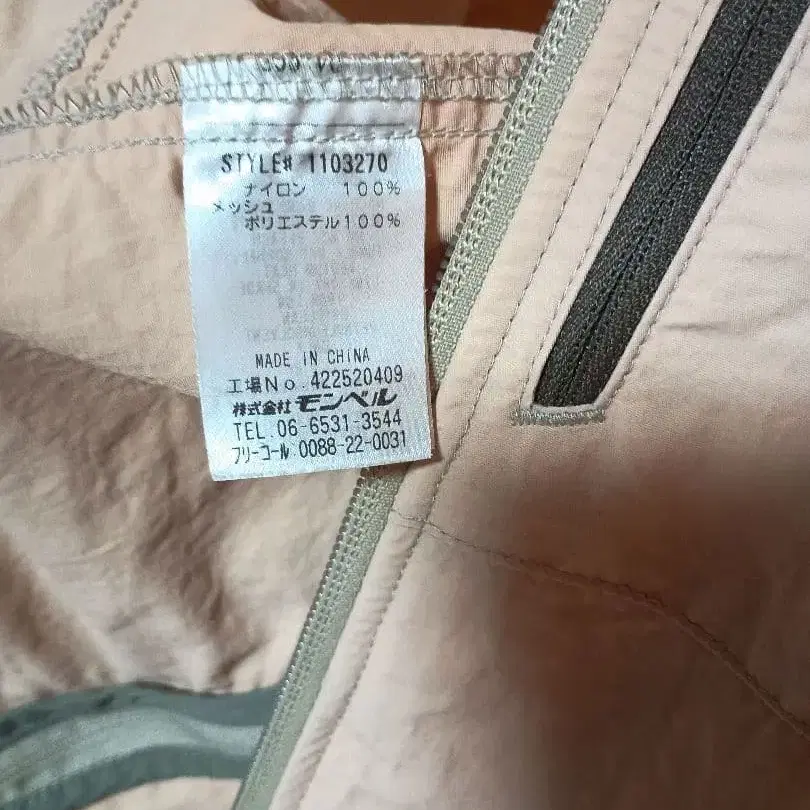 STYLE# 1103270
ナイロン 100%
メッシュ
ポリエステル100%
MADE IN CHINA
工場No.422520409
株式会社モンベル
TEL.06-6531-3544
フリーコール 0088-22-0031